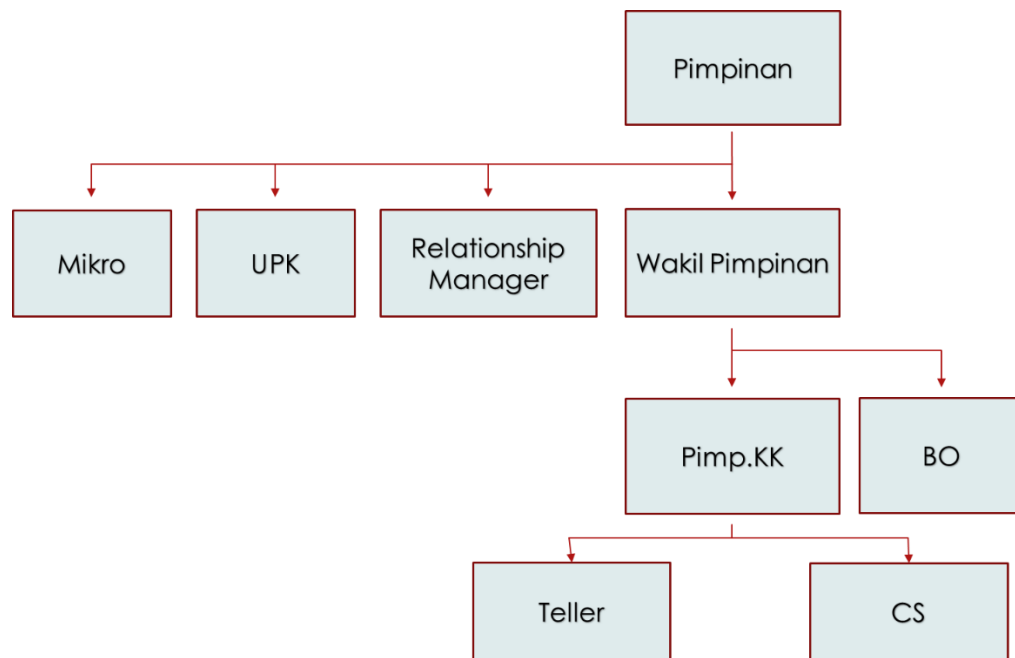 Pimpinan
Mikro
UPK
Relationship
Manager
Wakil Pimpinan
Pimp.KK
BO
Teller
CS